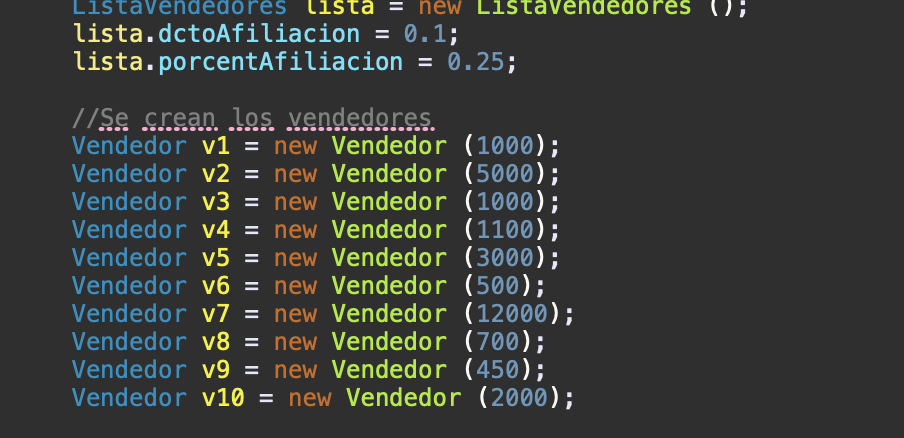 ListaVendedores lista = new ListaVendedores ();
lista.dctoAfiliacion = 0.1;
lista.porcentAfiliacion = 0.25;
//Se crean los vendedores
Vendedor v1 = new Vendedor (1000);
Vendedor v2 = new Vendedor (5000);
Vendedor v3 = new Vendedor (1000);
Vendedor v4 = new Vendedor (1100);
Vendedor v5 = new Vendedor (3000);
Vendedor v6 = new Vendedor (500);
Vendedor v7 = new Vendedor (12000);
Vendedor v8 = new Vendedor (700);
Vendedor v9 = new Vendedor (450);
Vendedor v10 = new Vendedor (2000);